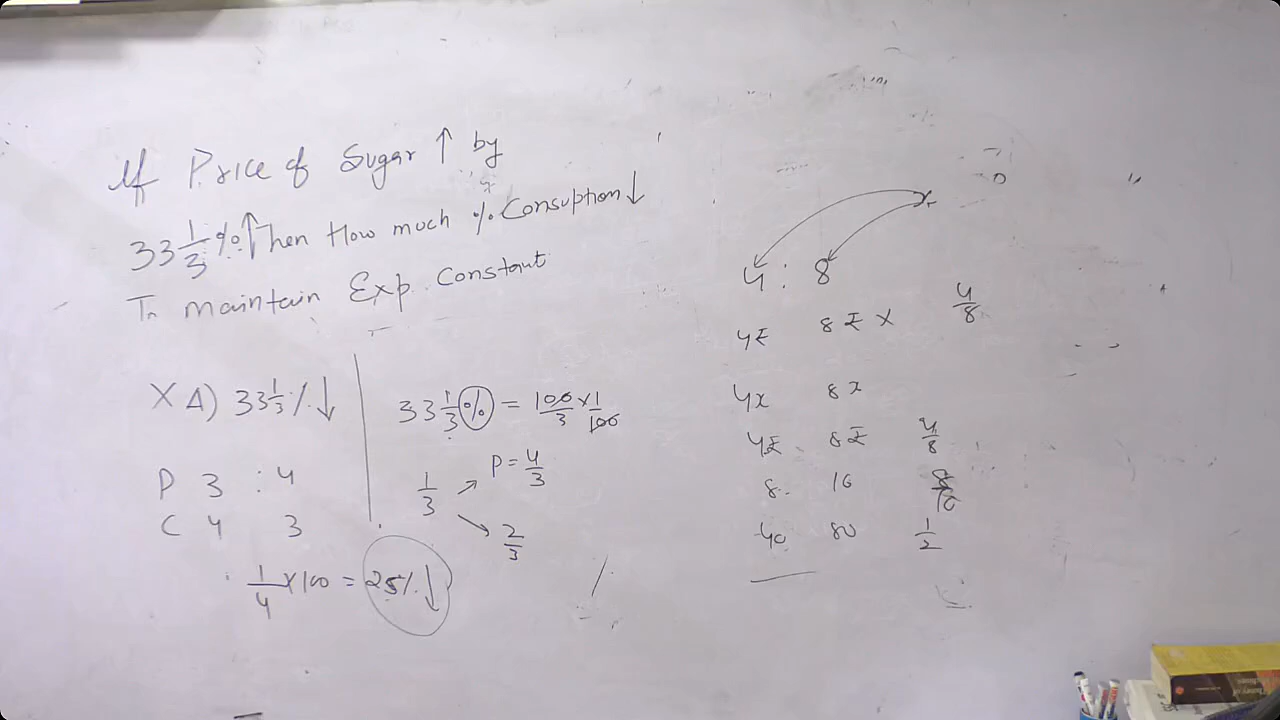 If Price of Sugar ↑ by
33 1/3 %↑ Then How much % Consuption ↓
To maintain Exp. Constant
X A) 33 1/3 % ↓
P 3 : 4
C 4 3
1/4 × 100 = 25% ↓
33 1/3 % = 100/3 × 1/100
1/3 → P = 4/3
→ 2/3
x
4 : 8
4₹ 8₹ X 4/8
4x 8x
4₹ 8₹ 4/8
8 16 8/16
40 80 1/2